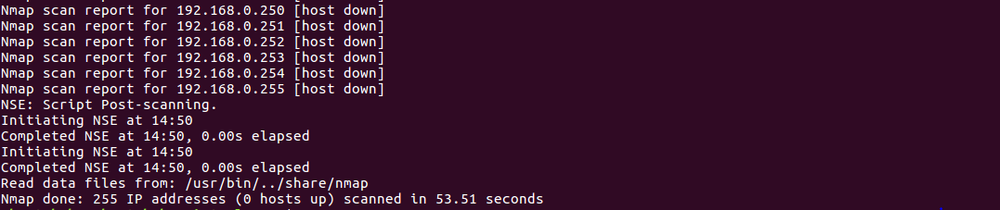 Nmap scan report for 192.168.0.250 [host down]
Nmap scan report for 192.168.0.251 [host down]
Nmap scan report for 192.168.0.252 [host down]
Nmap scan report for 192.168.0.253 [host down]
Nmap scan report for 192.168.0.254 [host down]
Nmap scan report for 192.168.0.255 [host down]
NSE: Script Post-scanning.
Initiating NSE at 14:50
Completed NSE at 14:50, 0.00s elapsed
Initiating NSE at 14:50
Completed NSE at 14:50, 0.00s elapsed
Read data files from: /usr/bin/../share/nmap
Nmap done: 255 IP addresses (0 hosts up) scanned in 53.51 seconds